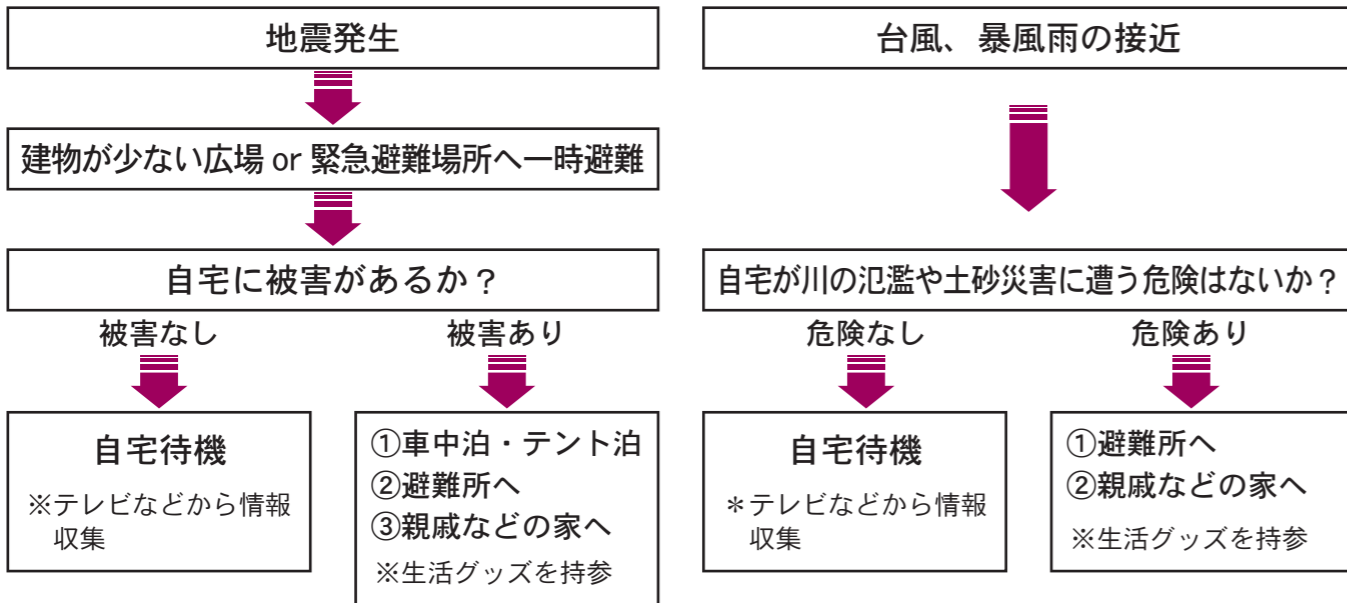 地震発生
建物が少ない広場 or 緊急避難場所へ一時避難
自宅に被害があるか？
被害なし
被害あり
自宅待機
※テレビなどから情報
収集
①車中泊・テント泊
②避難所へ
③親戚などの家へ
※生活グッズを持参
台風、暴風雨の接近
自宅が川の氾濫や土砂災害に遭う危険はないか？
危険なし
危険あり
自宅待機
＊テレビなどから情報
収集
①避難所へ
②親戚などの家へ
※生活グッズを持参